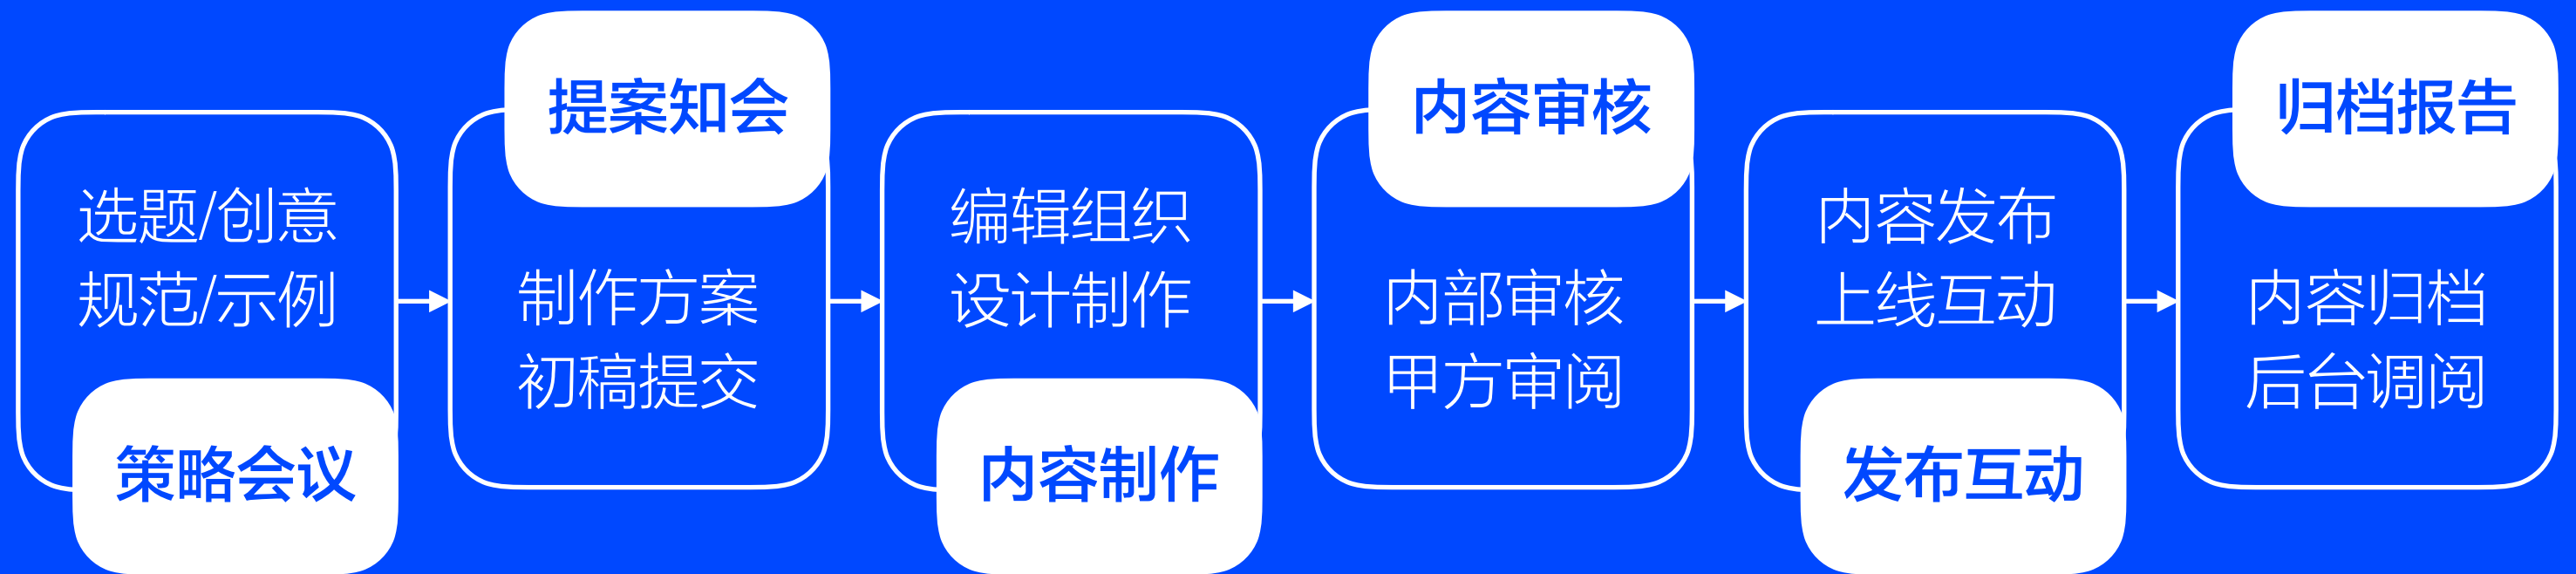 选题/创意
规范/示例
策略会议
提案知会
制作方案
初稿提交
编辑组织
设计制作
内容制作
内容审核
内部审核
甲方审阅
内容发布
上线互动
发布互动
归档报告
内容归档
后台调阅